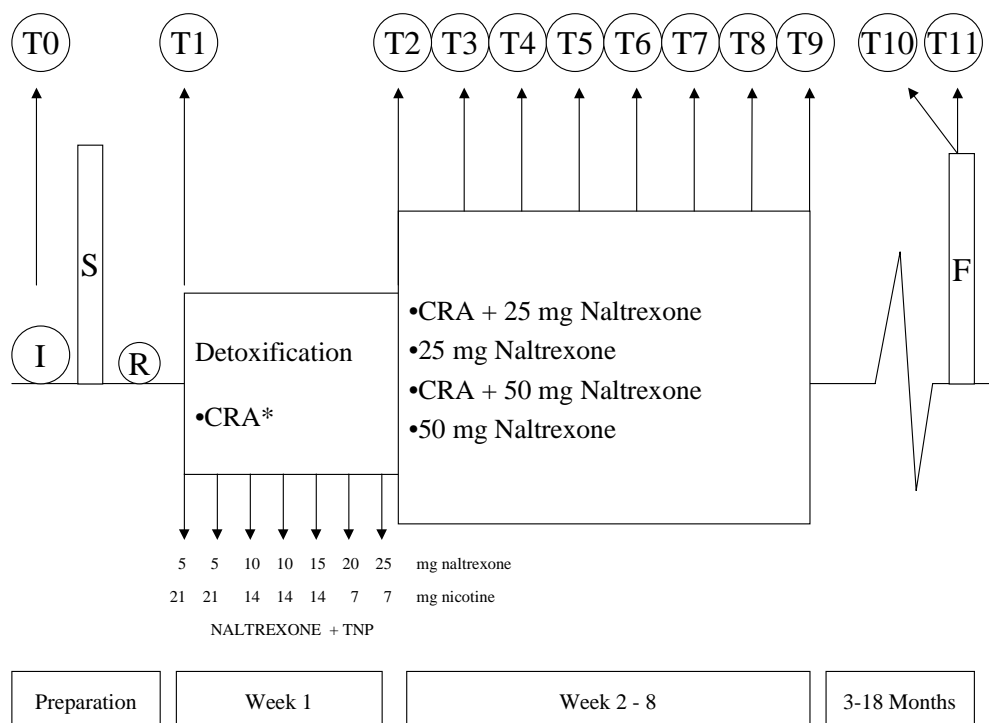 T0 T1 T2 T3 T4 T5 T6 T7 T8 T9 T10 T11
S
F
I
R
Detoxification
•CRA*
•CRA + 25 mg Naltrexone
•25 mg Naltrexone
•CRA + 50 mg Naltrexone
•50 mg Naltrexone
5 5 10 10 15 20 25 mg naltrexone
21 21 14 14 14 7 7 mg nicotine
NALTREXONE + TNP
Preparation Week 1 Week 2 - 8 3-18 Months